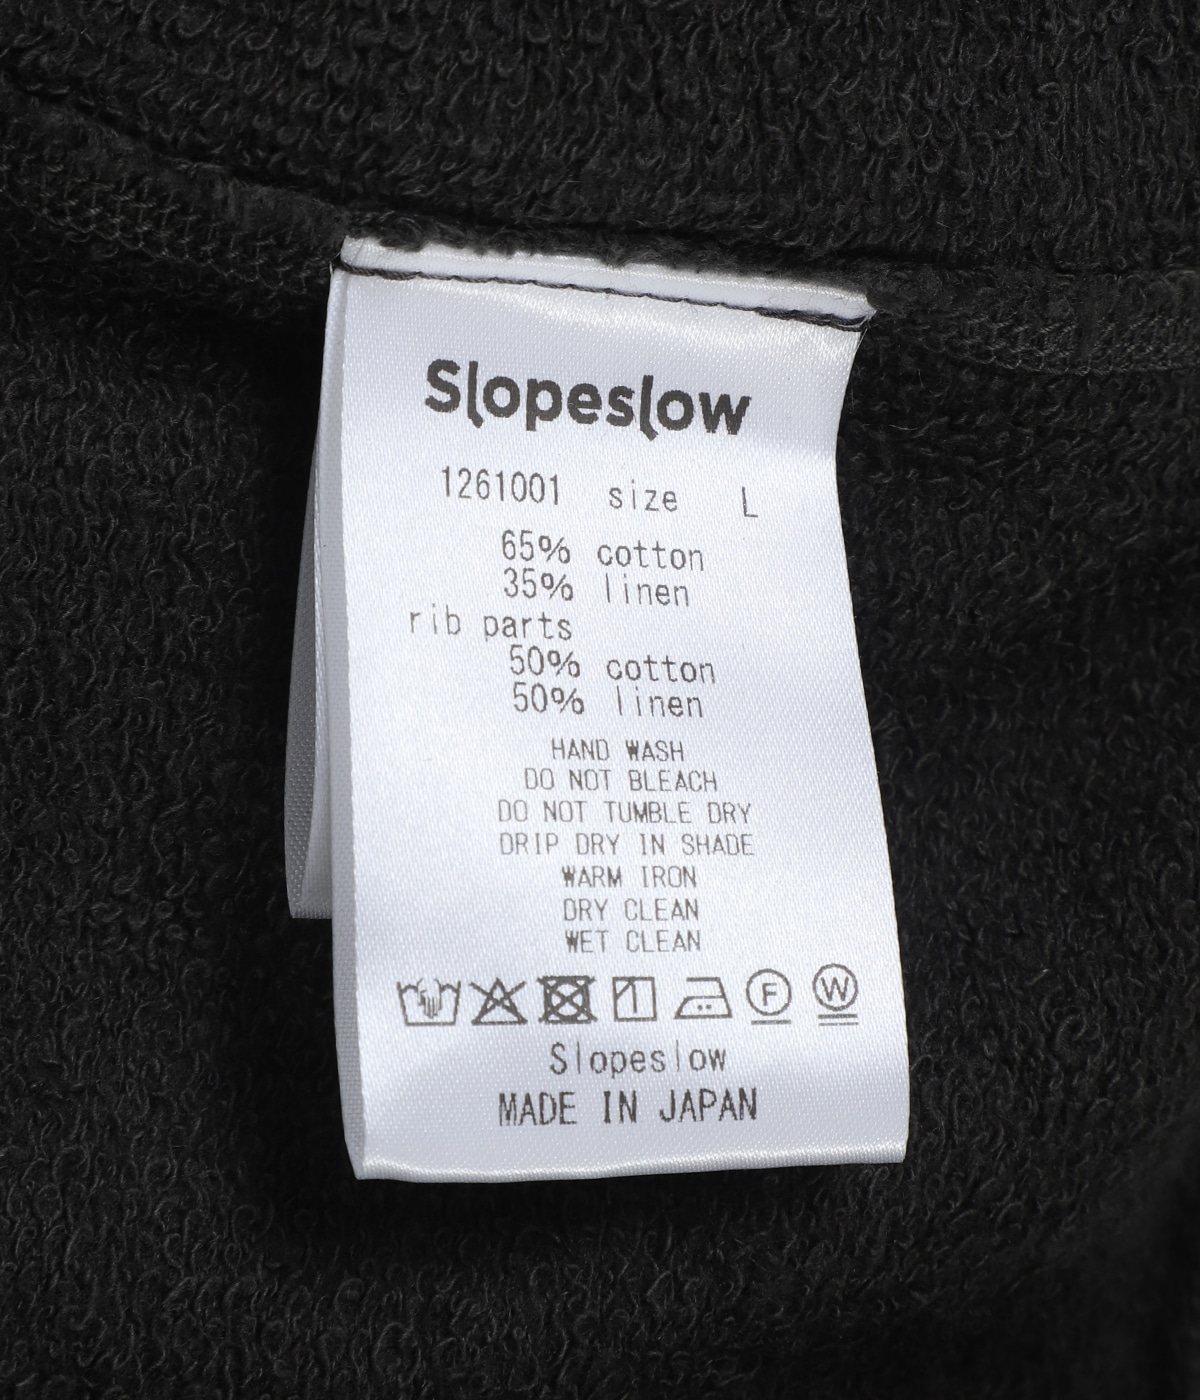 Slopeslow
1261001 size L
65% cotton
35% linen
rib parts
50% cotton
50% linen
HAND WASH
DO NOT BLEACH
DO NOT TUMBLE DRY
DRIP DRY IN SHADE
WARM IRON
DRY CLEAN
WET CLEAN
F W
Slopeslow
MADE IN JAPAN